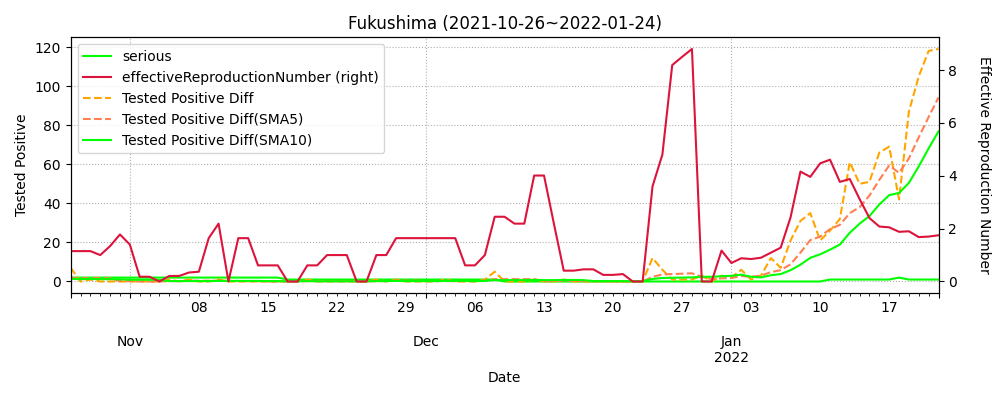 Fukushima (2021-10-26~2022-01-24)
serious
effectiveReproductionNumber (right)
Tested Positive Diff
Tested Positive Diff(SMA5)
Tested Positive Diff(SMA10)
Tested Positive
120
100
80
60
40
20
0
8
6
4
2
0
Effective Reproduction Number
08 15 22 29 06 13 20 27 03 10 17
Nov Dec Jan
2022
Date